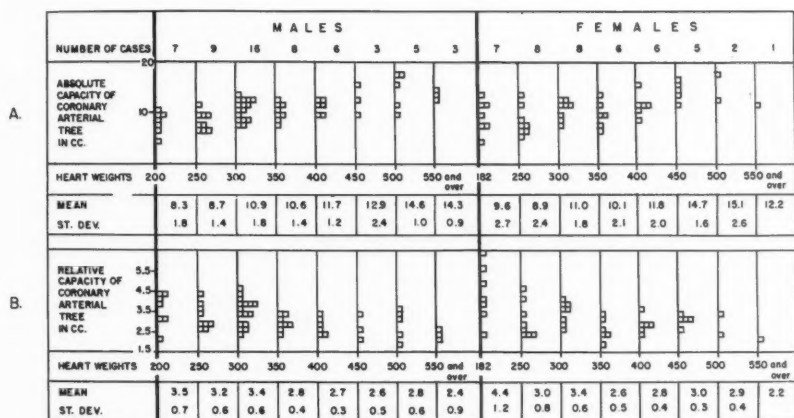 MALES FEMALES
NUMBER OF CASES 7 9 16 8 6 3 5 3 7 8 8 6 6 5 2 1
20
A. ABSOLUTE
CAPACITY OF
CORONARY 10
ARTERIAL
TREE
IN CC.
HEART WEIGHTS 200 250 300 350 400 450 500 550 and over 182 250 300 350 400 450 500 550 and over
MEAN 8.3 8.7 10.9 10.6 11.7 12.9 14.6 14.3 9.6 8.9 11.0 10.1 11.8 14.7 15.1 12.2
ST. DEV. 1.8 1.4 1.8 1.4 1.2 2.4 1.0 0.9 2.7 2.4 1.8 2.1 2.0 1.6 2.6
B. RELATIVE 5.5
CAPACITY OF
CORONARY 4.5
ARTERIAL 3.5
TREE
IN CC. 2.5
1.5
HEART WEIGHTS 200 250 300 350 400 450 500 550 and over 182 250 300 350 400 450 500 550 and over
MEAN 3.5 3.2 3.4 2.8 2.7 2.6 2.8 2.4 4.4 3.0 3.4 2.6 2.8 3.0 2.9 2.2
ST. DEV. 0.7 0.6 0.6 0.4 0.3 0.5 0.6 0.9 1.2 0.8 0.6 0.5 0.4 0.3 0.4